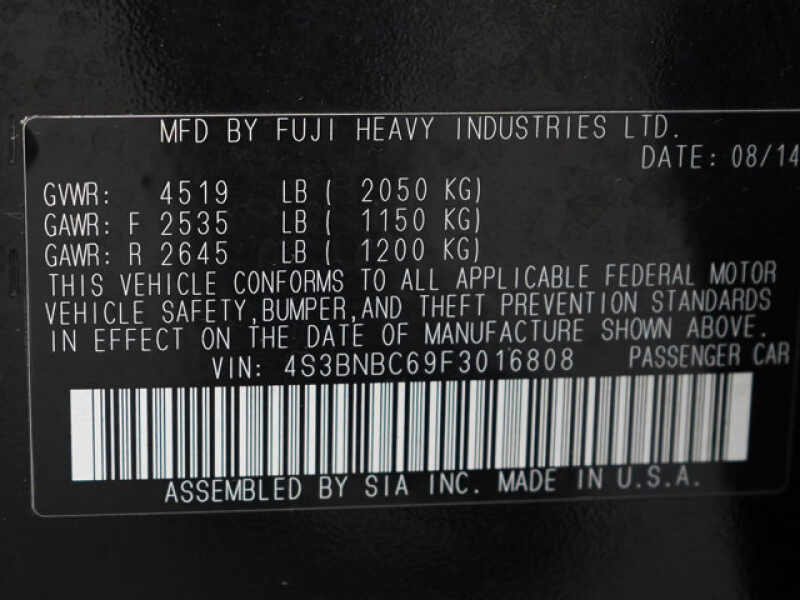 MFD BY FUJI HEAVY INDUSTRIES LTD.
DATE: 08/14
GVWR: 4519 LB ( 2050 KG)
GAWR: F 2535 LB ( 1150 KG)
GAWR: R 2645 LB ( 1200 KG)
THIS VEHICLE CONFORMS TO ALL APPLICABLE FEDERAL MOTOR
VEHICLE SAFETY,BUMPER,AND THEFT PREVENTION STANDARDS
IN EFFECT ON THE DATE OF MANUFACTURE SHOWN ABOVE.
VIN: 4S3BNBC69F3016808 PASSENGER CAR
ASSEMBLED BY SIA INC. MADE IN U.S.A.